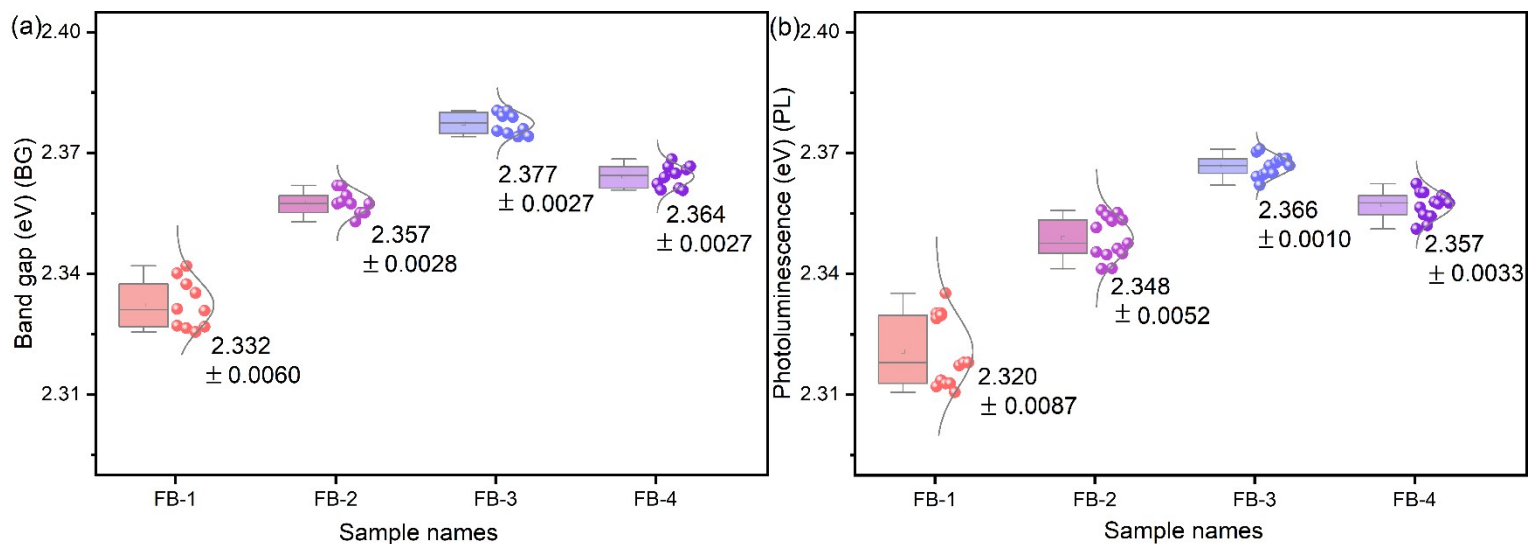 (a)
2.40
2.37
2.34
2.31
Band gap (eV) (BG)
2.332
± 0.0060
2.357
± 0.0028
2.377
± 0.0027
2.364
± 0.0027
FB-1
FB-2
FB-3
FB-4
Sample names
(b)
2.40
2.37
2.34
2.31
Photoluminescence (eV) (PL)
2.320
± 0.0087
2.348
± 0.0052
2.366
± 0.0010
2.357
± 0.0033
FB-1
FB-2
FB-3
FB-4
Sample names